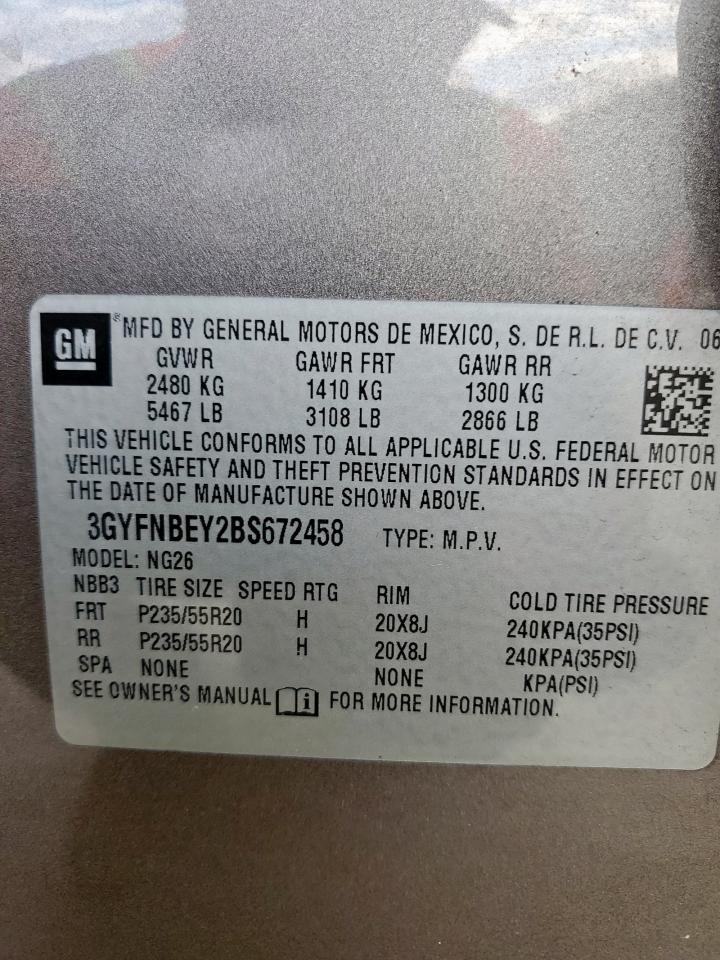 GM ® MFD BY GENERAL MOTORS DE MEXICO, S. DE R.L. DE C.V. 06
GVWR GAWR FRT GAWR RR
2480 KG 1410 KG 1300 KG
5467 LB 3108 LB 2866 LB
THIS VEHICLE CONFORMS TO ALL APPLICABLE U.S. FEDERAL MOTOR
VEHICLE SAFETY AND THEFT PREVENTION STANDARDS IN EFFECT ON
THE DATE OF MANUFACTURE SHOWN ABOVE.
3GYFNBEY2BS672458 TYPE: M.P.V.
MODEL: NG26
NBB3 TIRE SIZE SPEED RTG RIM COLD TIRE PRESSURE
FRT P235/55R20 H 20X8J 240KPA(35PSI)
RR P235/55R20 H 20X8J 240KPA(35PSI)
SPA NONE NONE KPA(PSI)
SEE OWNER'S MANUAL i FOR MORE INFORMATION.